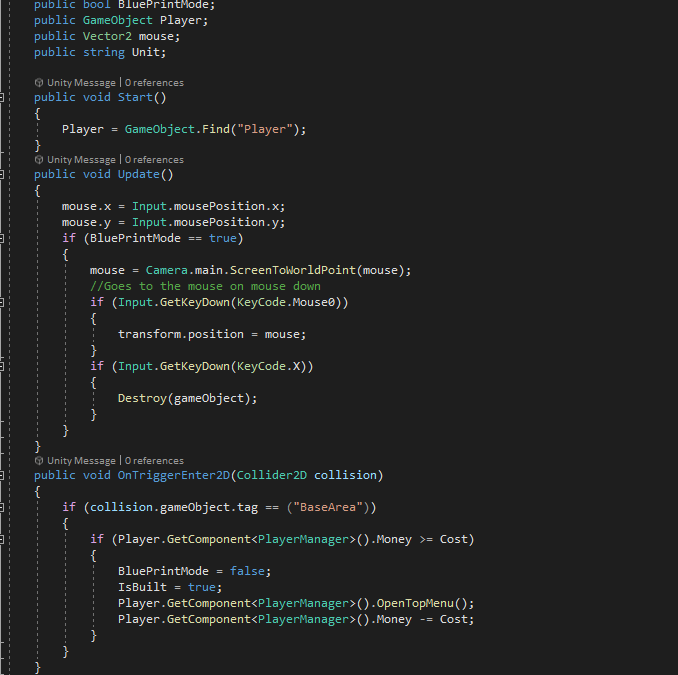 public bool BluePrintMode;
public GameObject Player;
public Vector2 mouse;
public string Unit;
Unity Message | 0 references
public void Start()
{
Player = GameObject.Find("Player");
}
Unity Message | 0 references
public void Update()
{
mouse.x = Input.mousePosition.x;
mouse.y = Input.mousePosition.y;
if (BluePrintMode == true)
{
mouse = Camera.main.ScreenToWorldPoint(mouse);
//Goes to the mouse on mouse down
if (Input.GetKeyDown(KeyCode.Mouse0))
{
transform.position = mouse;
}
if (Input.GetKeyDown(KeyCode.X))
{
Destroy(gameObject);
}
}
}
Unity Message | 0 references
public void OnTriggerEnter2D(Collider2D collision)
{
if (collision.gameObject.tag == ("BaseArea"))
{
if (Player.GetComponent<PlayerManager>().Money >= Cost)
{
BluePrintMode = false;
IsBuilt = true;
Player.GetComponent<PlayerManager>().OpenTopMenu();
Player.GetComponent<PlayerManager>().Money -= Cost;
}
}
}